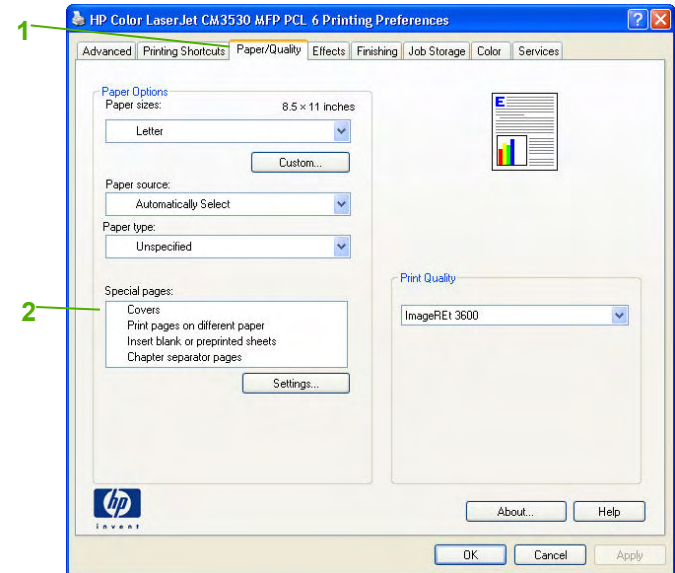 HP Color LaserJet CM3530 MFP PCL 6 Printing Preferences
1
Advanced Printing Shortcuts Paper/Quality Effects Finishing Job Storage Color Services
Paper Options
Paper sizes: 8.5 × 11 inches
Letter
Custom...
Paper source:
Automatically Select
Paper type:
Unspecified
2
Special pages:
Covers
Print pages on different paper
Insert blank or preprinted sheets
Chapter separator pages
Settings...
E
Print Quality
ImageREt 3600
hp
invent
About... Help
OK Cancel Apply